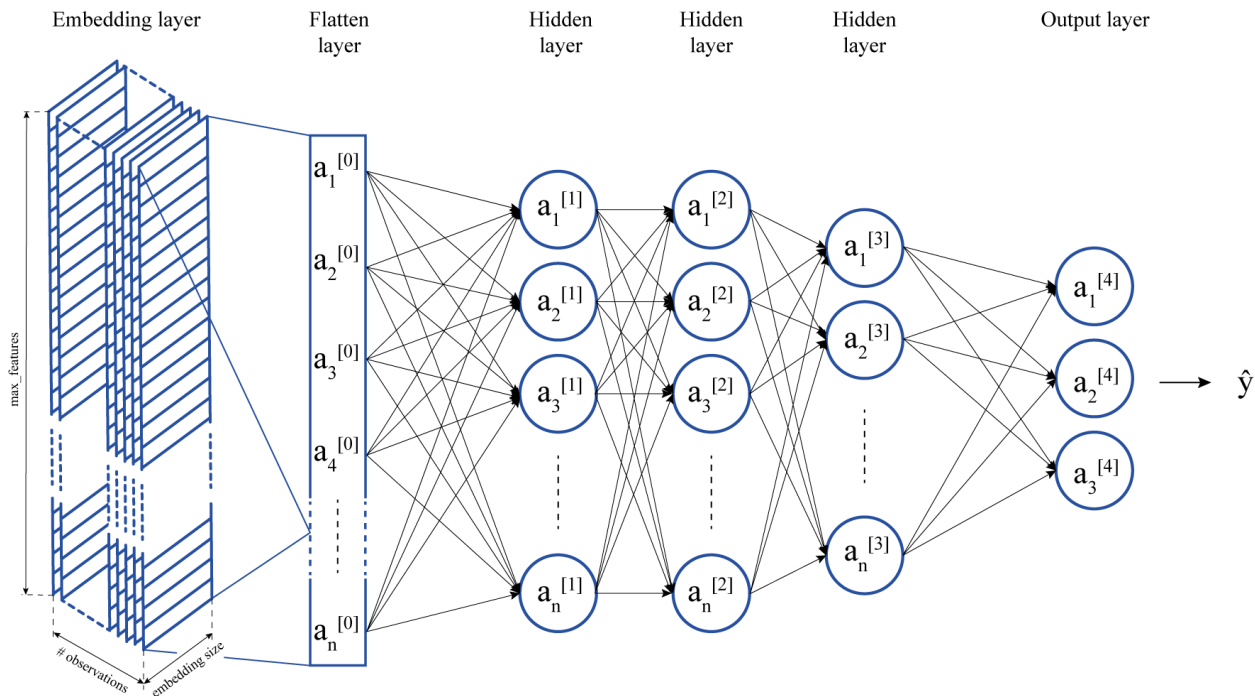 Embedding layer
Flatten
layer
Hidden
layer
Hidden
layer
Hidden
layer
Output layer
max_features
# observations
embedding size
a₁[0]
a₂[0]
a₃[0]
a₄[0]
aₙ[0]
a₁[1]
a₂[1]
a₃[1]
aₙ[1]
a₁[2]
a₂[2]
a₃[2]
aₙ[2]
a₁[3]
a₂[3]
aₙ[3]
a₁[4]
a₂[4]
a₃[4]
ŷ